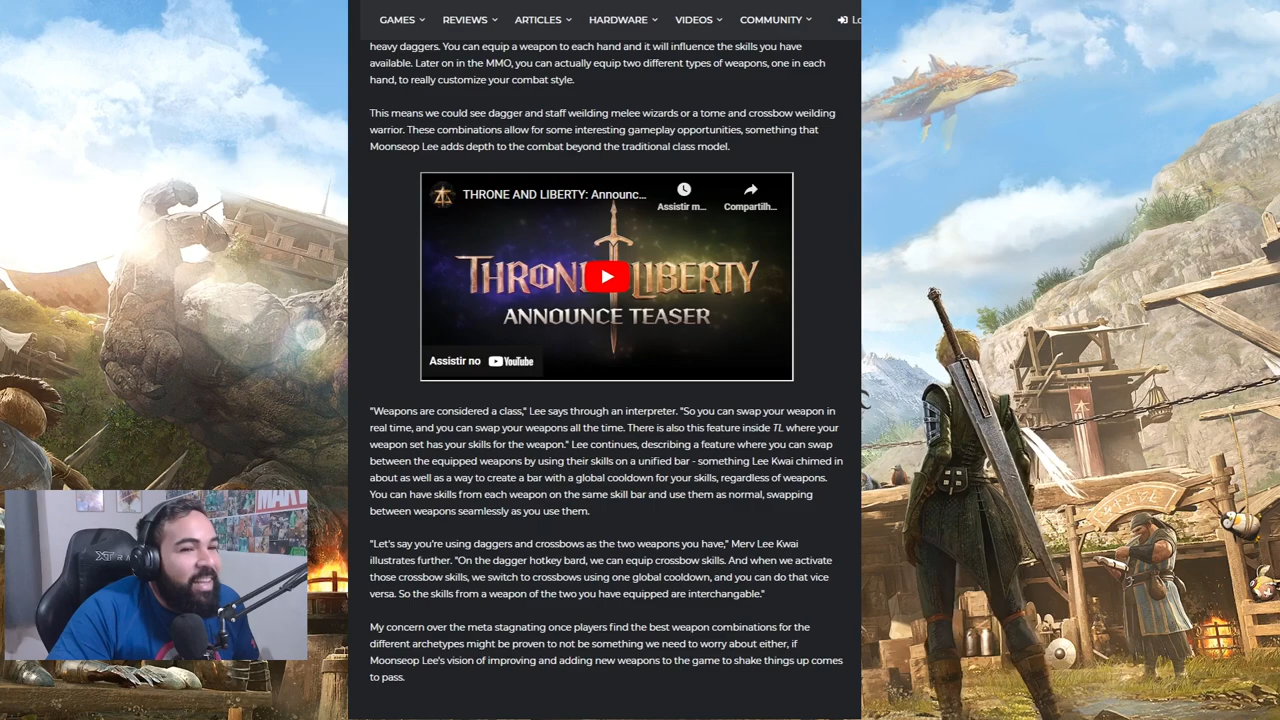 GAMES REVIEWS ARTICLES HARDWARE VIDEOS COMMUNITY Lo
heavy daggers. You can equip a weapon to each hand and it will influence the skills you have
available. Later on in the MMO, you can actually equip two different types of weapons, one in each
hand, to really customize your combat style.
This means we could see dagger and staff weilding melee wizards or a tome and crossbow weilding
warrior. These combinations allow for some interesting gameplay opportunities, something that
Moonseop Lee adds depth to the combat beyond the traditional class model.
THRONE AND LIBERTY: Announc...
Assistir m... Compartilh...
THRONE LIBERTY
ANNOUNCE TEASER
Assistir no YouTube
"Weapons are considered a class," Lee says through an interpreter. "So you can swap your weapon in
real time, and you can swap your weapons all the time. There is also this feature inside TL where your
weapon set has your skills for the weapon." Lee continues, describing a feature where you can swap
between the equipped weapons by using their skills on a unified bar - something Lee Kwai chimed in
about as well as a way to create a bar with a global cooldown for your skills, regardless of weapons.
You can have skills from each weapon on the same skill bar and use them as normal, swapping
between weapons seamlessly as you use them.
"Let's say you're using daggers and crossbows as the two weapons you have," Merv Lee Kwai
illustrates further. "On the dagger hotkey bard, we can equip crossbow skills. And when we activate
those crossbow skills, we switch to crossbows using one global cooldown, and you can do that vice
versa. So the skills from a weapon of the two you have equipped are interchangable."
My concern over the meta stagnating once players find the best weapon combinations for the
different archetypes might be proven to not be something we need to worry about either, if
Moonseop Lee's vision of improving and adding new weapons to the game to shake things up comes
to pass.